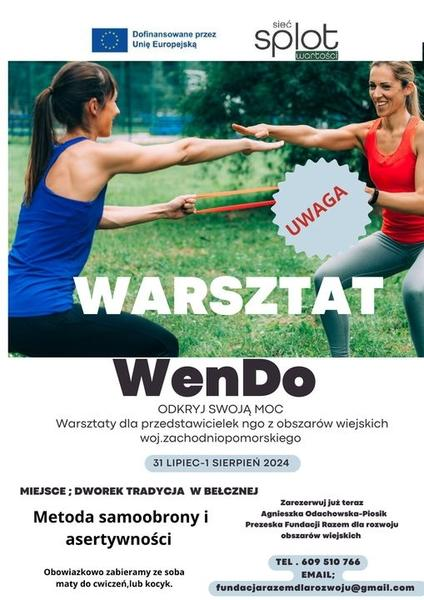 Dofinansowane przez
Unię Europejską
sieć
splot
wartości
UWAGA
WARSZTAT
WenDo
ODKRYJ SWOJĄ MOC
Warsztaty dla przedstawicielek ngo z obszarów wiejskich
woj.zachodniopomorskiego
31 LIPIEC-1 SIERPIEŃ 2024
MIEJSCE ; DWOREK TRADYCJA W BEŁCZNEJ
Metoda samoobrony i
asertywności
Obowiazkowo zabieramy ze soba
maty do cwiczeń,lub kocyk.
Zarezerwuj już teraz
Agnieszka Odachowska-Piosik
Prezeska Fundacji Razem dla rozwoju
obszarów wiejskich
TEL . 609 510 766
EMAIL;
fundacjarazemdlarozwoju@gmail.com